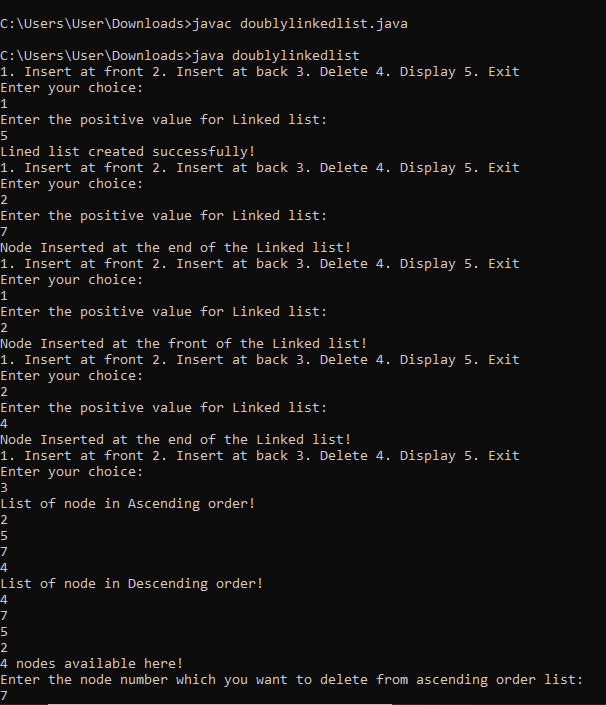 C:\Users\User\Downloads>javac doublylinkedlist.java
C:\Users\User\Downloads>java doublylinkedlist
1. Insert at front 2. Insert at back 3. Delete 4. Display 5. Exit
Enter your choice:
1
Enter the positive value for Linked list:
5
Lined list created successfully!
1. Insert at front 2. Insert at back 3. Delete 4. Display 5. Exit
Enter your choice:
2
Enter the positive value for Linked list:
7
Node Inserted at the end of the Linked list!
1. Insert at front 2. Insert at back 3. Delete 4. Display 5. Exit
Enter your choice:
1
Enter the positive value for Linked list:
2
Node Inserted at the front of the Linked list!
1. Insert at front 2. Insert at back 3. Delete 4. Display 5. Exit
Enter your choice:
2
Enter the positive value for Linked list:
4
Node Inserted at the end of the Linked list!
1. Insert at front 2. Insert at back 3. Delete 4. Display 5. Exit
Enter your choice:
3
List of node in Ascending order!
2
5
7
4
List of node in Descending order!
4
7
5
2
4 nodes available here!
Enter the node number which you want to delete from ascending order list:
7